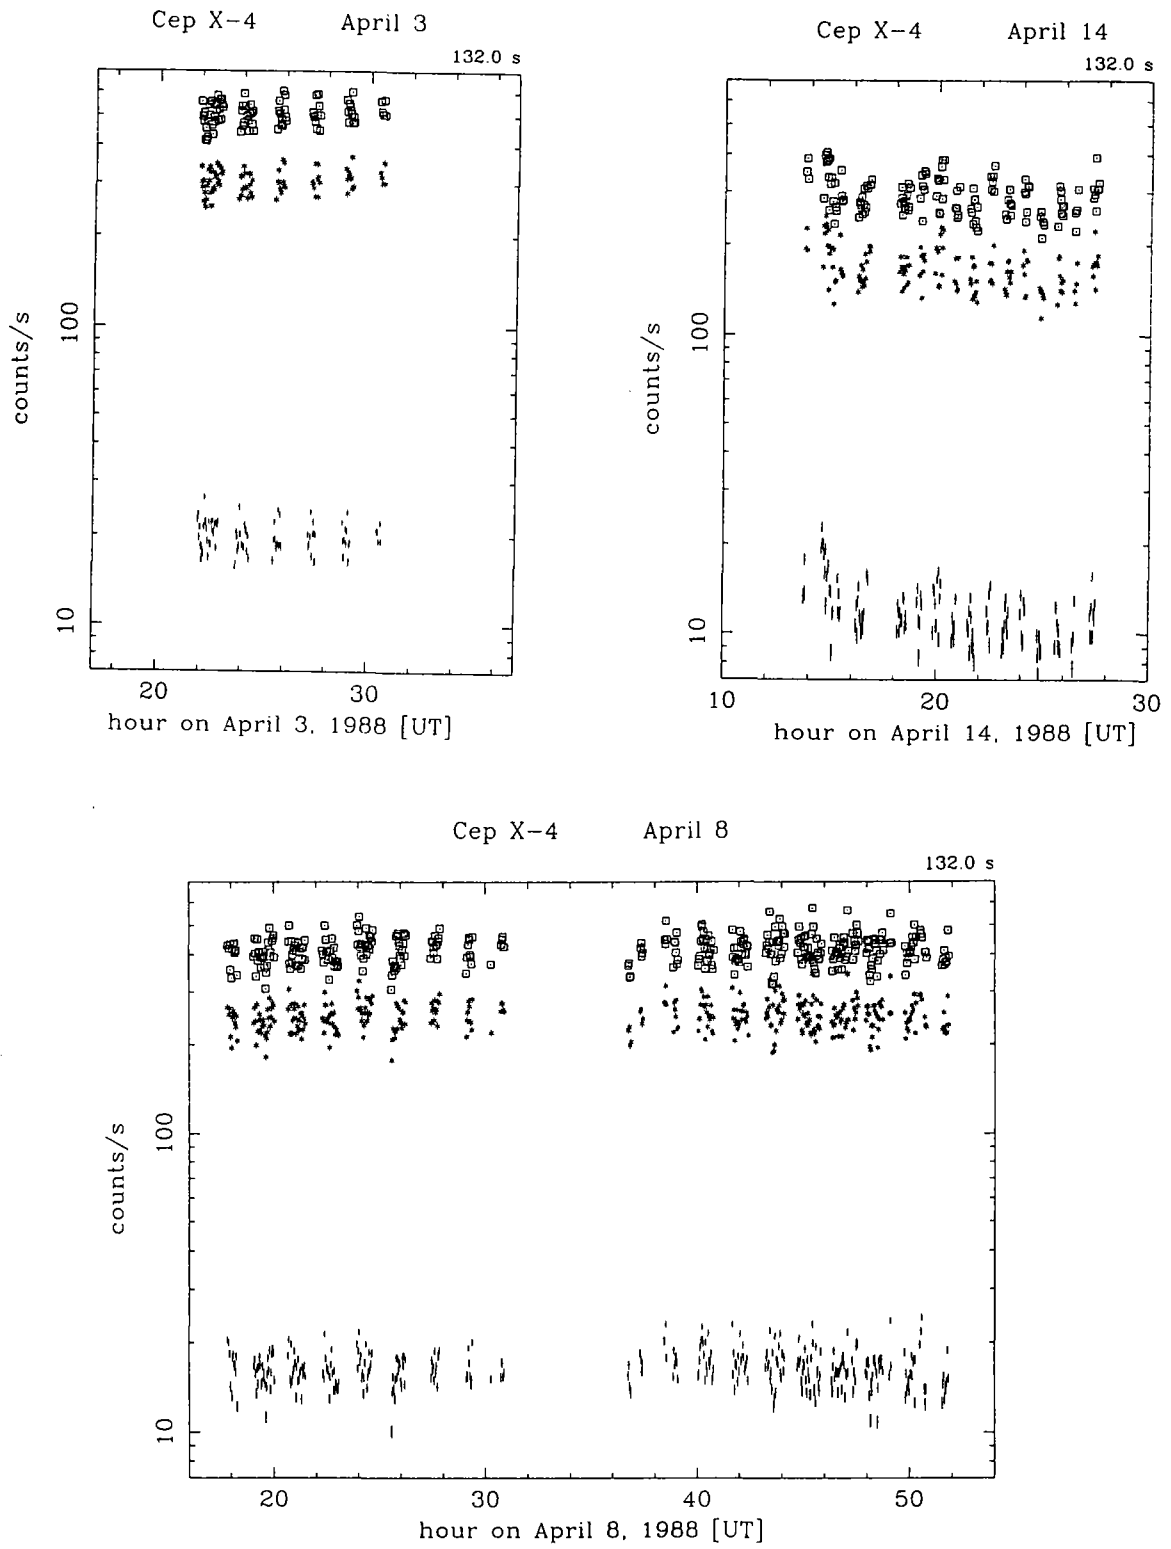 Cep X-4 April 3
132.0 s
counts/s
100
10
20 30
hour on April 3, 1988 [UT]
Cep X-4 April 14
132.0 s
counts/s
100
10
10 20 30
hour on April 14, 1988 [UT]
Cep X-4 April 8
132.0 s
counts/s
100
10
20 30 40 50
hour on April 8, 1988 [UT]